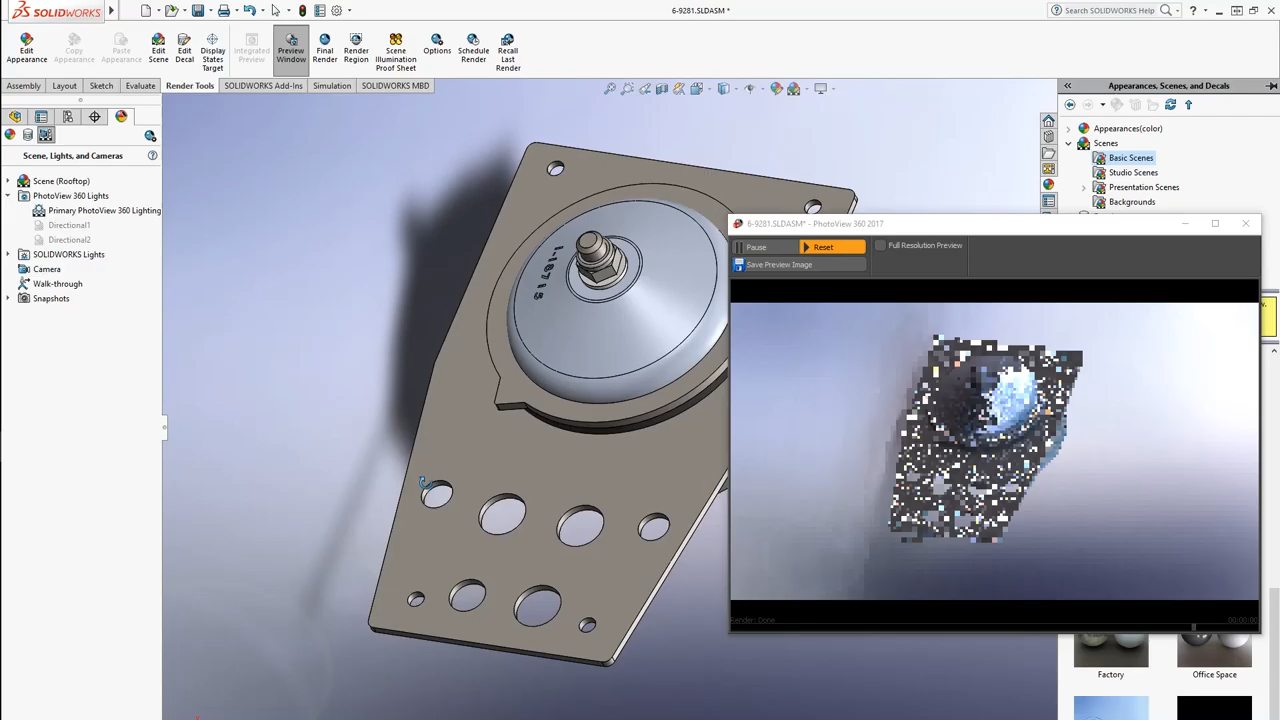 SOLIDWORKS
6-9281.SLDASM *
Search SOLIDWORKS Help
Edit Appearance
Copy Appearance
Paste Appearance
Edit Scene
Edit Decal
Display States Target
Integrated Preview
Preview Window
Final Render
Render Region
Scene Illumination Proof Sheet
Options
Schedule Render
Recall Last Render
Assembly
Layout
Sketch
Evaluate
Render Tools
SOLIDWORKS Add-Ins
Simulation
SOLIDWORKS MBD
Appearances, Scenes, and Decals
Scene, Lights, and Cameras
Scene (Rooftop)
PhotoView 360 Lights
Primary PhotoView 360 Lighting
Directional1
Directional2
SOLIDWORKS Lights
Camera
Walk-through
Snapshots
Appearances(color)
Scenes
Basic Scenes
Studio Scenes
Presentation Scenes
Backgrounds
6-9281.SLDASM* - PhotoView 360 2017
Pause
Reset
Full Resolution Preview
Save Preview Image
Render: Done
00:00:00
Factory
Office Space